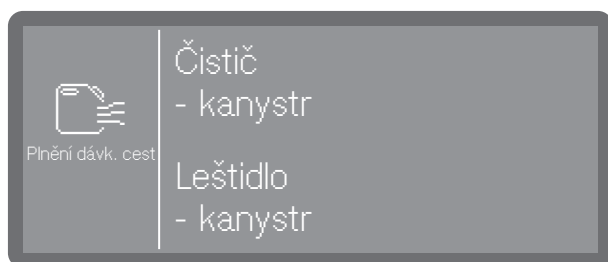 Plnění dávk. cest
Čistič
- kanystr
Leštidlo
- kanystr